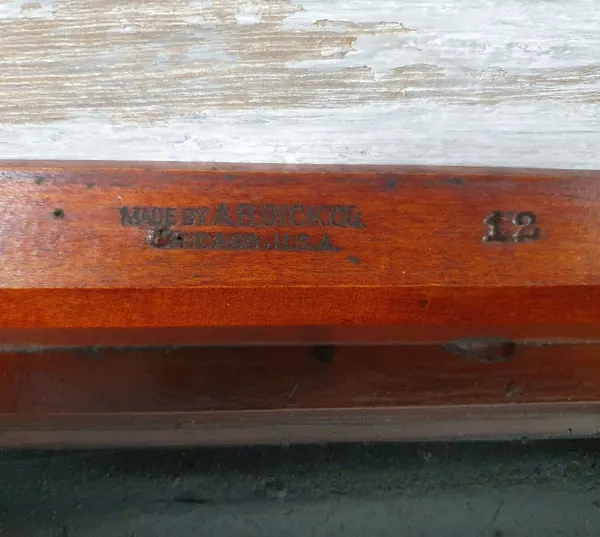 MADE BY A.B. DICK CO.
CHICAGO, U.S.A.
12